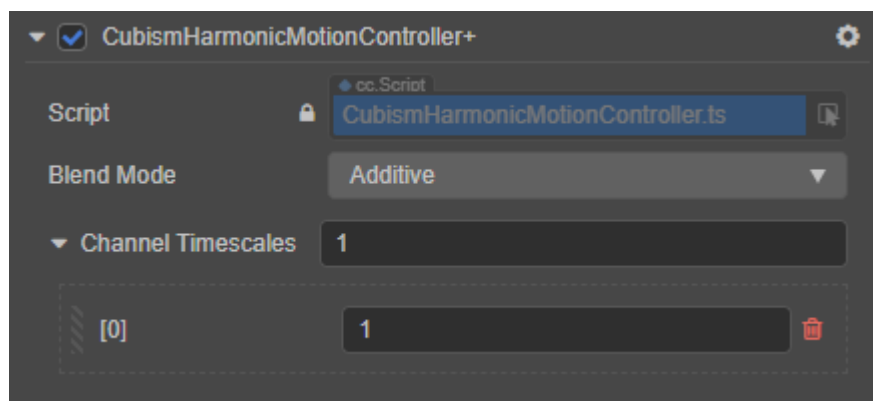 CubismHarmonicMotionController+
cc.Script
Script CubismHarmonicMotionController.ts
Blend Mode Additive
Channel Timescales 1
[0] 1